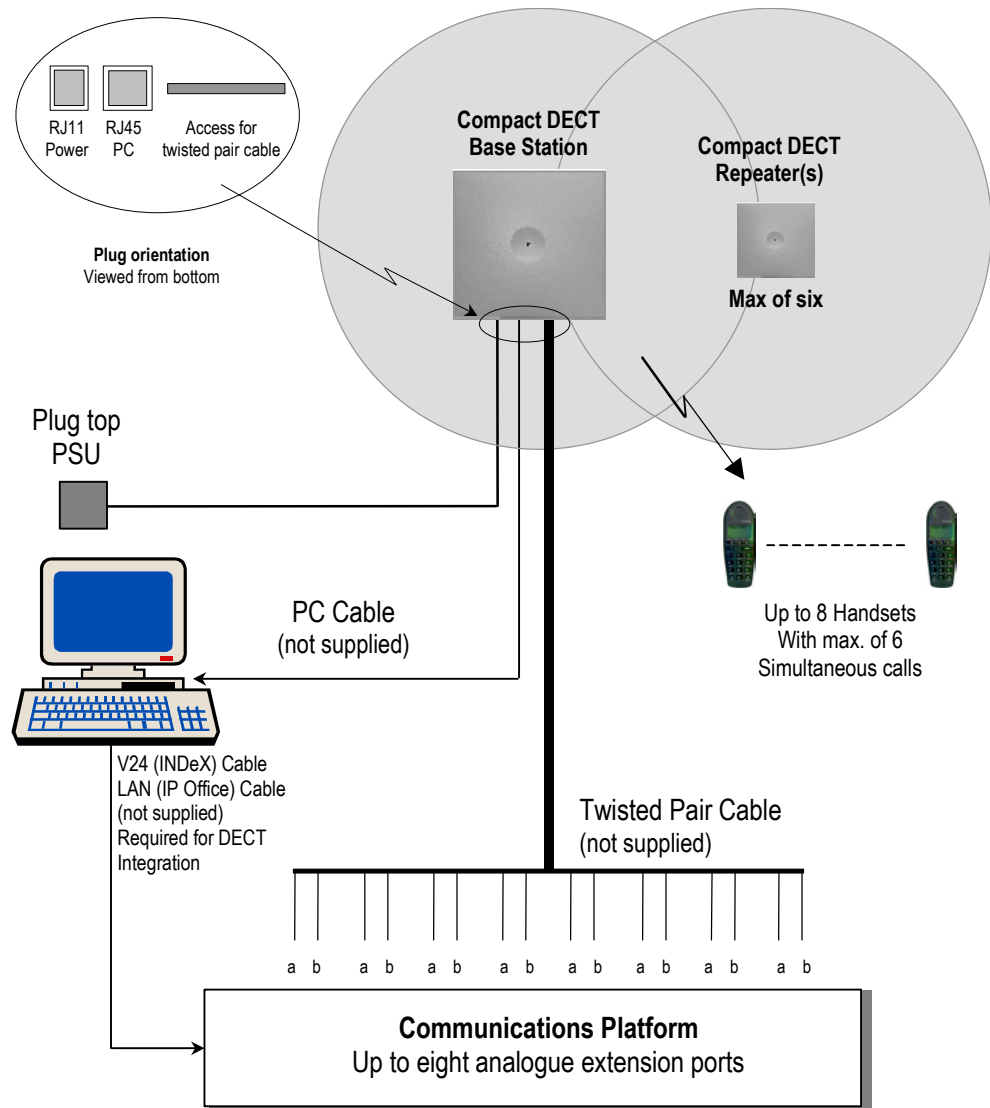 RJ11
Power
RJ45
PC
Access for
twisted pair cable
Plug orientation
Viewed from bottom
Compact DECT
Base Station
Compact DECT
Repeater(s)
Max of six
Plug top
PSU
PC Cable
(not supplied)
Up to 8 Handsets
With max. of 6
Simultaneous calls
V24 (INDeX) Cable
LAN (IP Office) Cable
(not supplied)
Required for DECT
Integration
Twisted Pair Cable
(not supplied)
a b a b a b a b a b a b a b a b
Communications Platform
Up to eight analogue extension ports